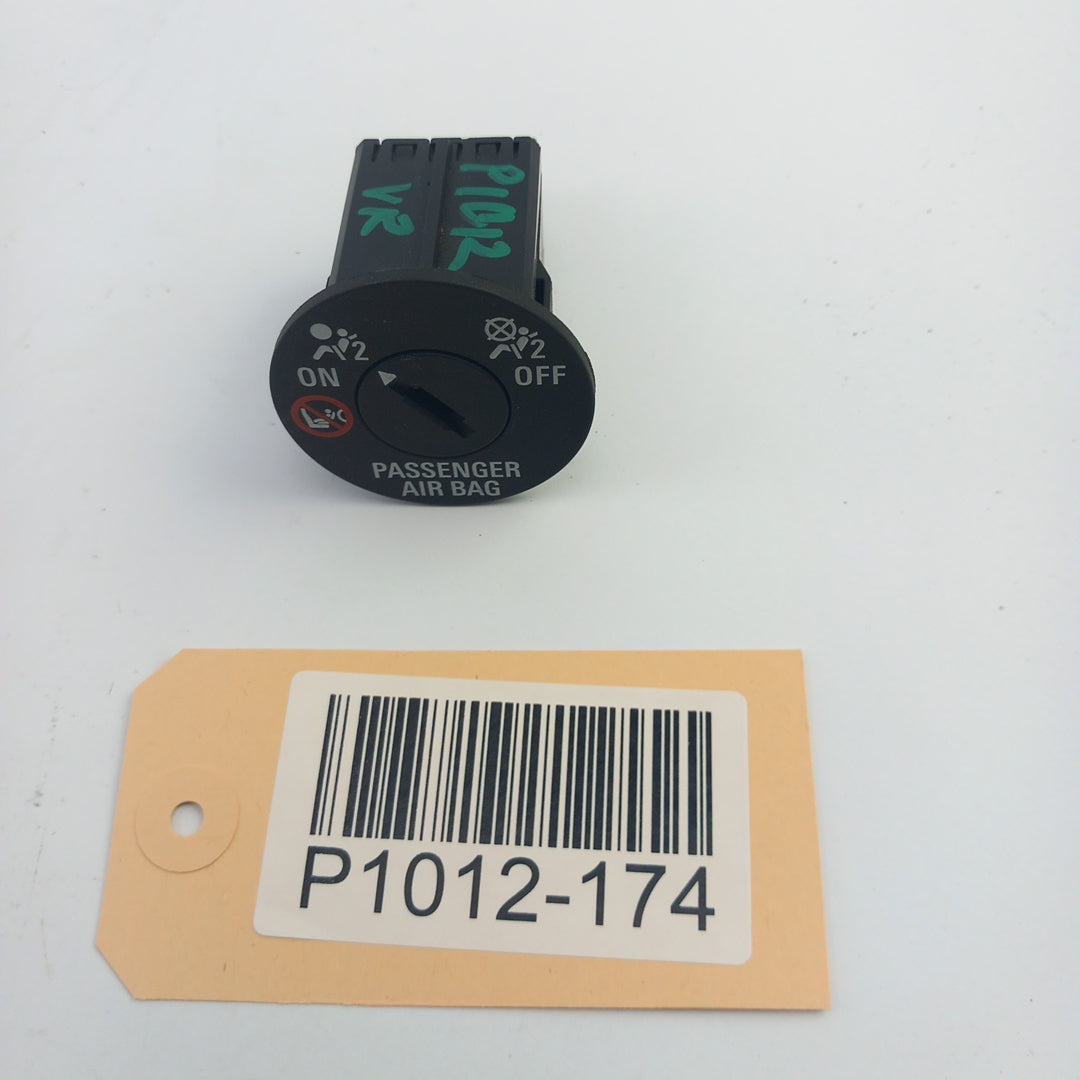 VR
P1012
2
2
ON
OFF
PASSENGER
AIR BAG
P1012-174